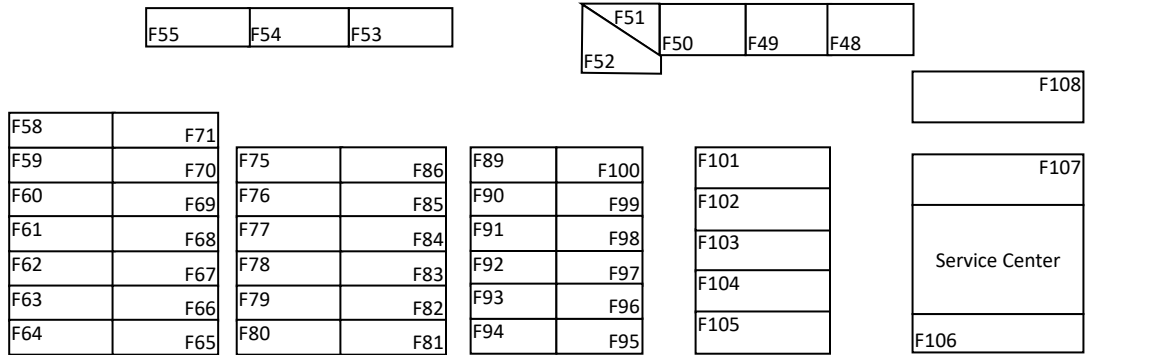 F55 F54 F53
F51
F50 F49 F48
F52
F108
F58 F71
F59 F70 F75 F86 F89 F100 F101 F107
F60 F69 F76 F85 F90 F99 F102
F61 F68 F77 F84 F91 F98 F103
F62 F67 F78 F83 F92 F97 Service Center
F63 F66 F79 F82 F93 F96 F104
F64 F65 F80 F81 F94 F95 F105 F106